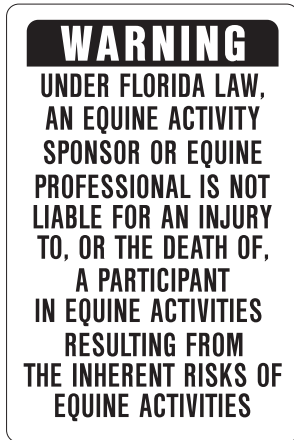 WARNING
UNDER FLORIDA LAW,
AN EQUINE ACTIVITY
SPONSOR OR EQUINE
PROFESSIONAL IS NOT
LIABLE FOR AN INJURY
TO, OR THE DEATH OF,
A PARTICIPANT
IN EQUINE ACTIVITIES
RESULTING FROM
THE INHERENT RISKS OF
EQUINE ACTIVITIES